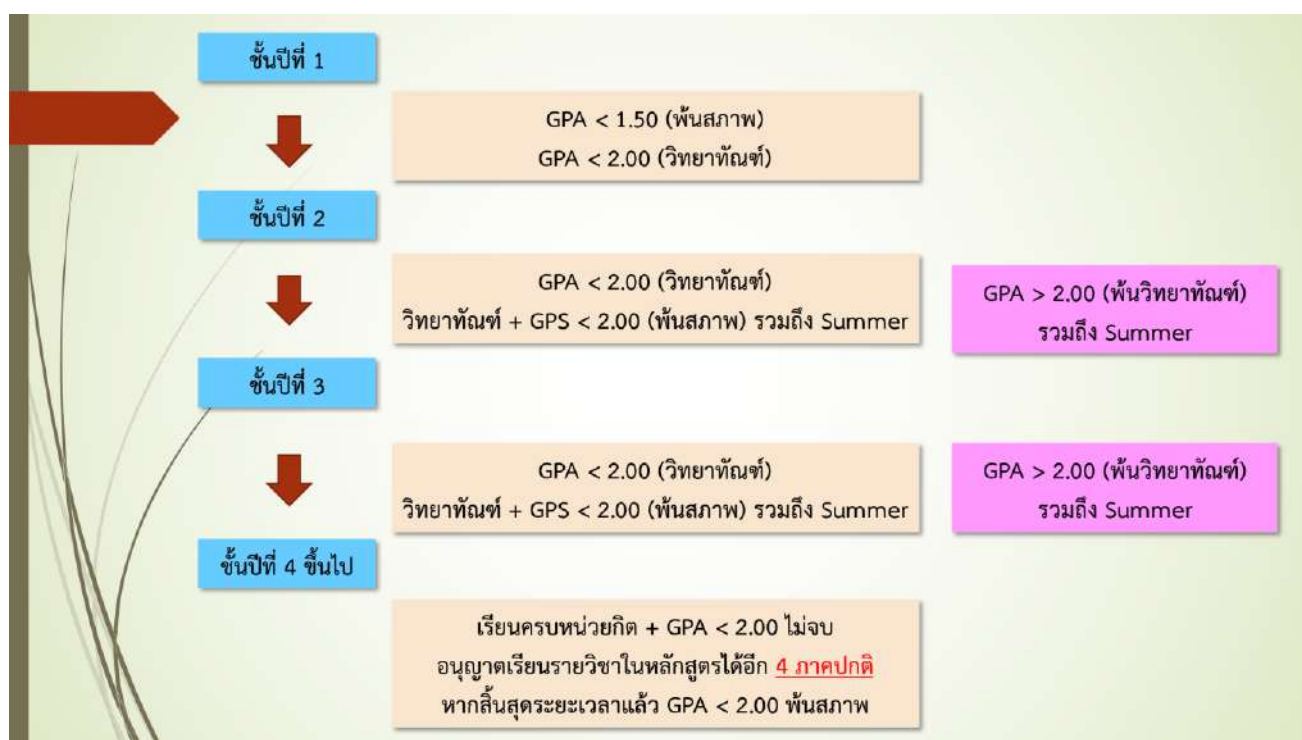 ชั้นปีที่ 1
GPA < 1.50 (พ้นสภาพ)
GPA < 2.00 (วิทยาทัณฑ์)
ชั้นปีที่ 2
GPA < 2.00 (วิทยาทัณฑ์)
วิทยาทัณฑ์ + GPS < 2.00 (พ้นสภาพ) รวมถึง Summer
GPA > 2.00 (พ้นวิทยาทัณฑ์)
รวมถึง Summer
ชั้นปีที่ 3
GPA < 2.00 (วิทยาทัณฑ์)
วิทยาทัณฑ์ + GPS < 2.00 (พ้นสภาพ) รวมถึง Summer
GPA > 2.00 (พ้นวิทยาทัณฑ์)
รวมถึง Summer
ชั้นปีที่ 4 ขึ้นไป
เรียนครบหน่วยกิต + GPA < 2.00 ไม่จบ
อนุญาตเรียนรายวิชาในหลักสูตรได้อีก 4 ภาคปกติ
หากสิ้นสุดระยะเวลาแล้ว GPA < 2.00 พ้นสภาพ